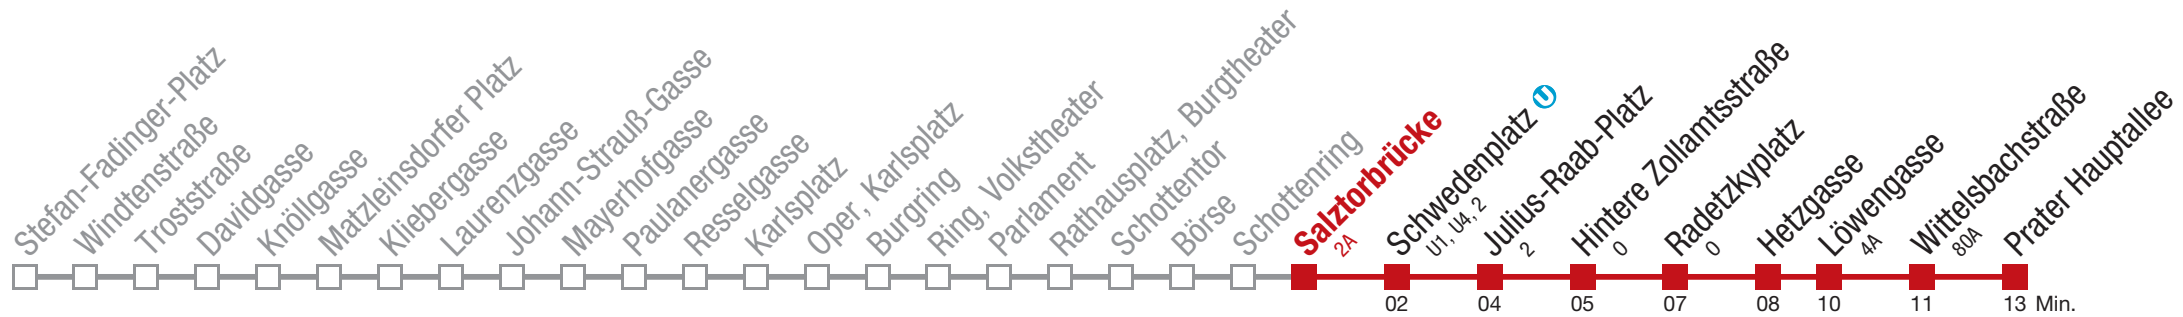 Stefan-Fadinger-Platz
Windtenstraße
Troststraße
Davidgasse
Knöllgasse
Matzleinsdorfer Platz
Kliebergasse
Laurenzgasse
Johann-Strauß-Gasse
Mayerhofgasse
Paulanergasse
Resselgasse
Karlsplatz
Oper, Karlsplatz
Burgring
Ring, Volkstheater
Parlament
Rathausplatz, Burgtheater
Schottentor
Börse
Schottenring
Salztorbrücke
2A
Schwedenplatz U
U1, U4, 2
Julius-Raab-Platz
2
Hintere Zollamtsstraße
O
Radetzkyplatz
O
Hetzgasse
Löwengasse
4A
Wittelsbachstraße
80A
Prater Hauptallee
02 04 05 07 08 10 11 13 Min.